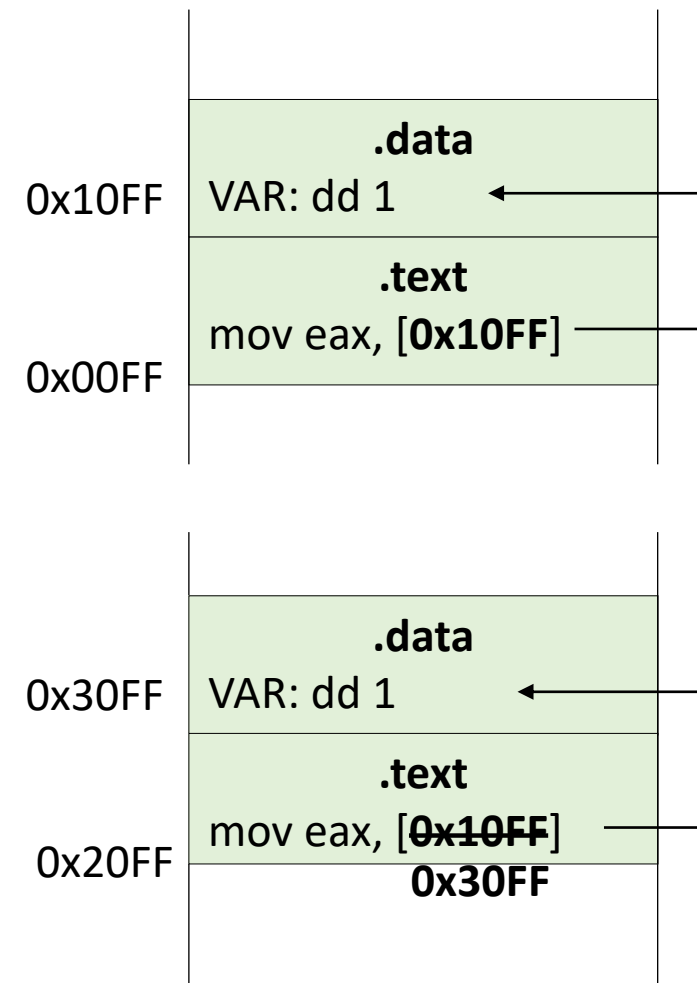 .data
0x10FF VAR: dd 1
.text
mov eax, [0x10FF]
0x00FF
.data
0x30FF VAR: dd 1
.text
mov eax, [0x10FF]
0x20FF
0x30FF